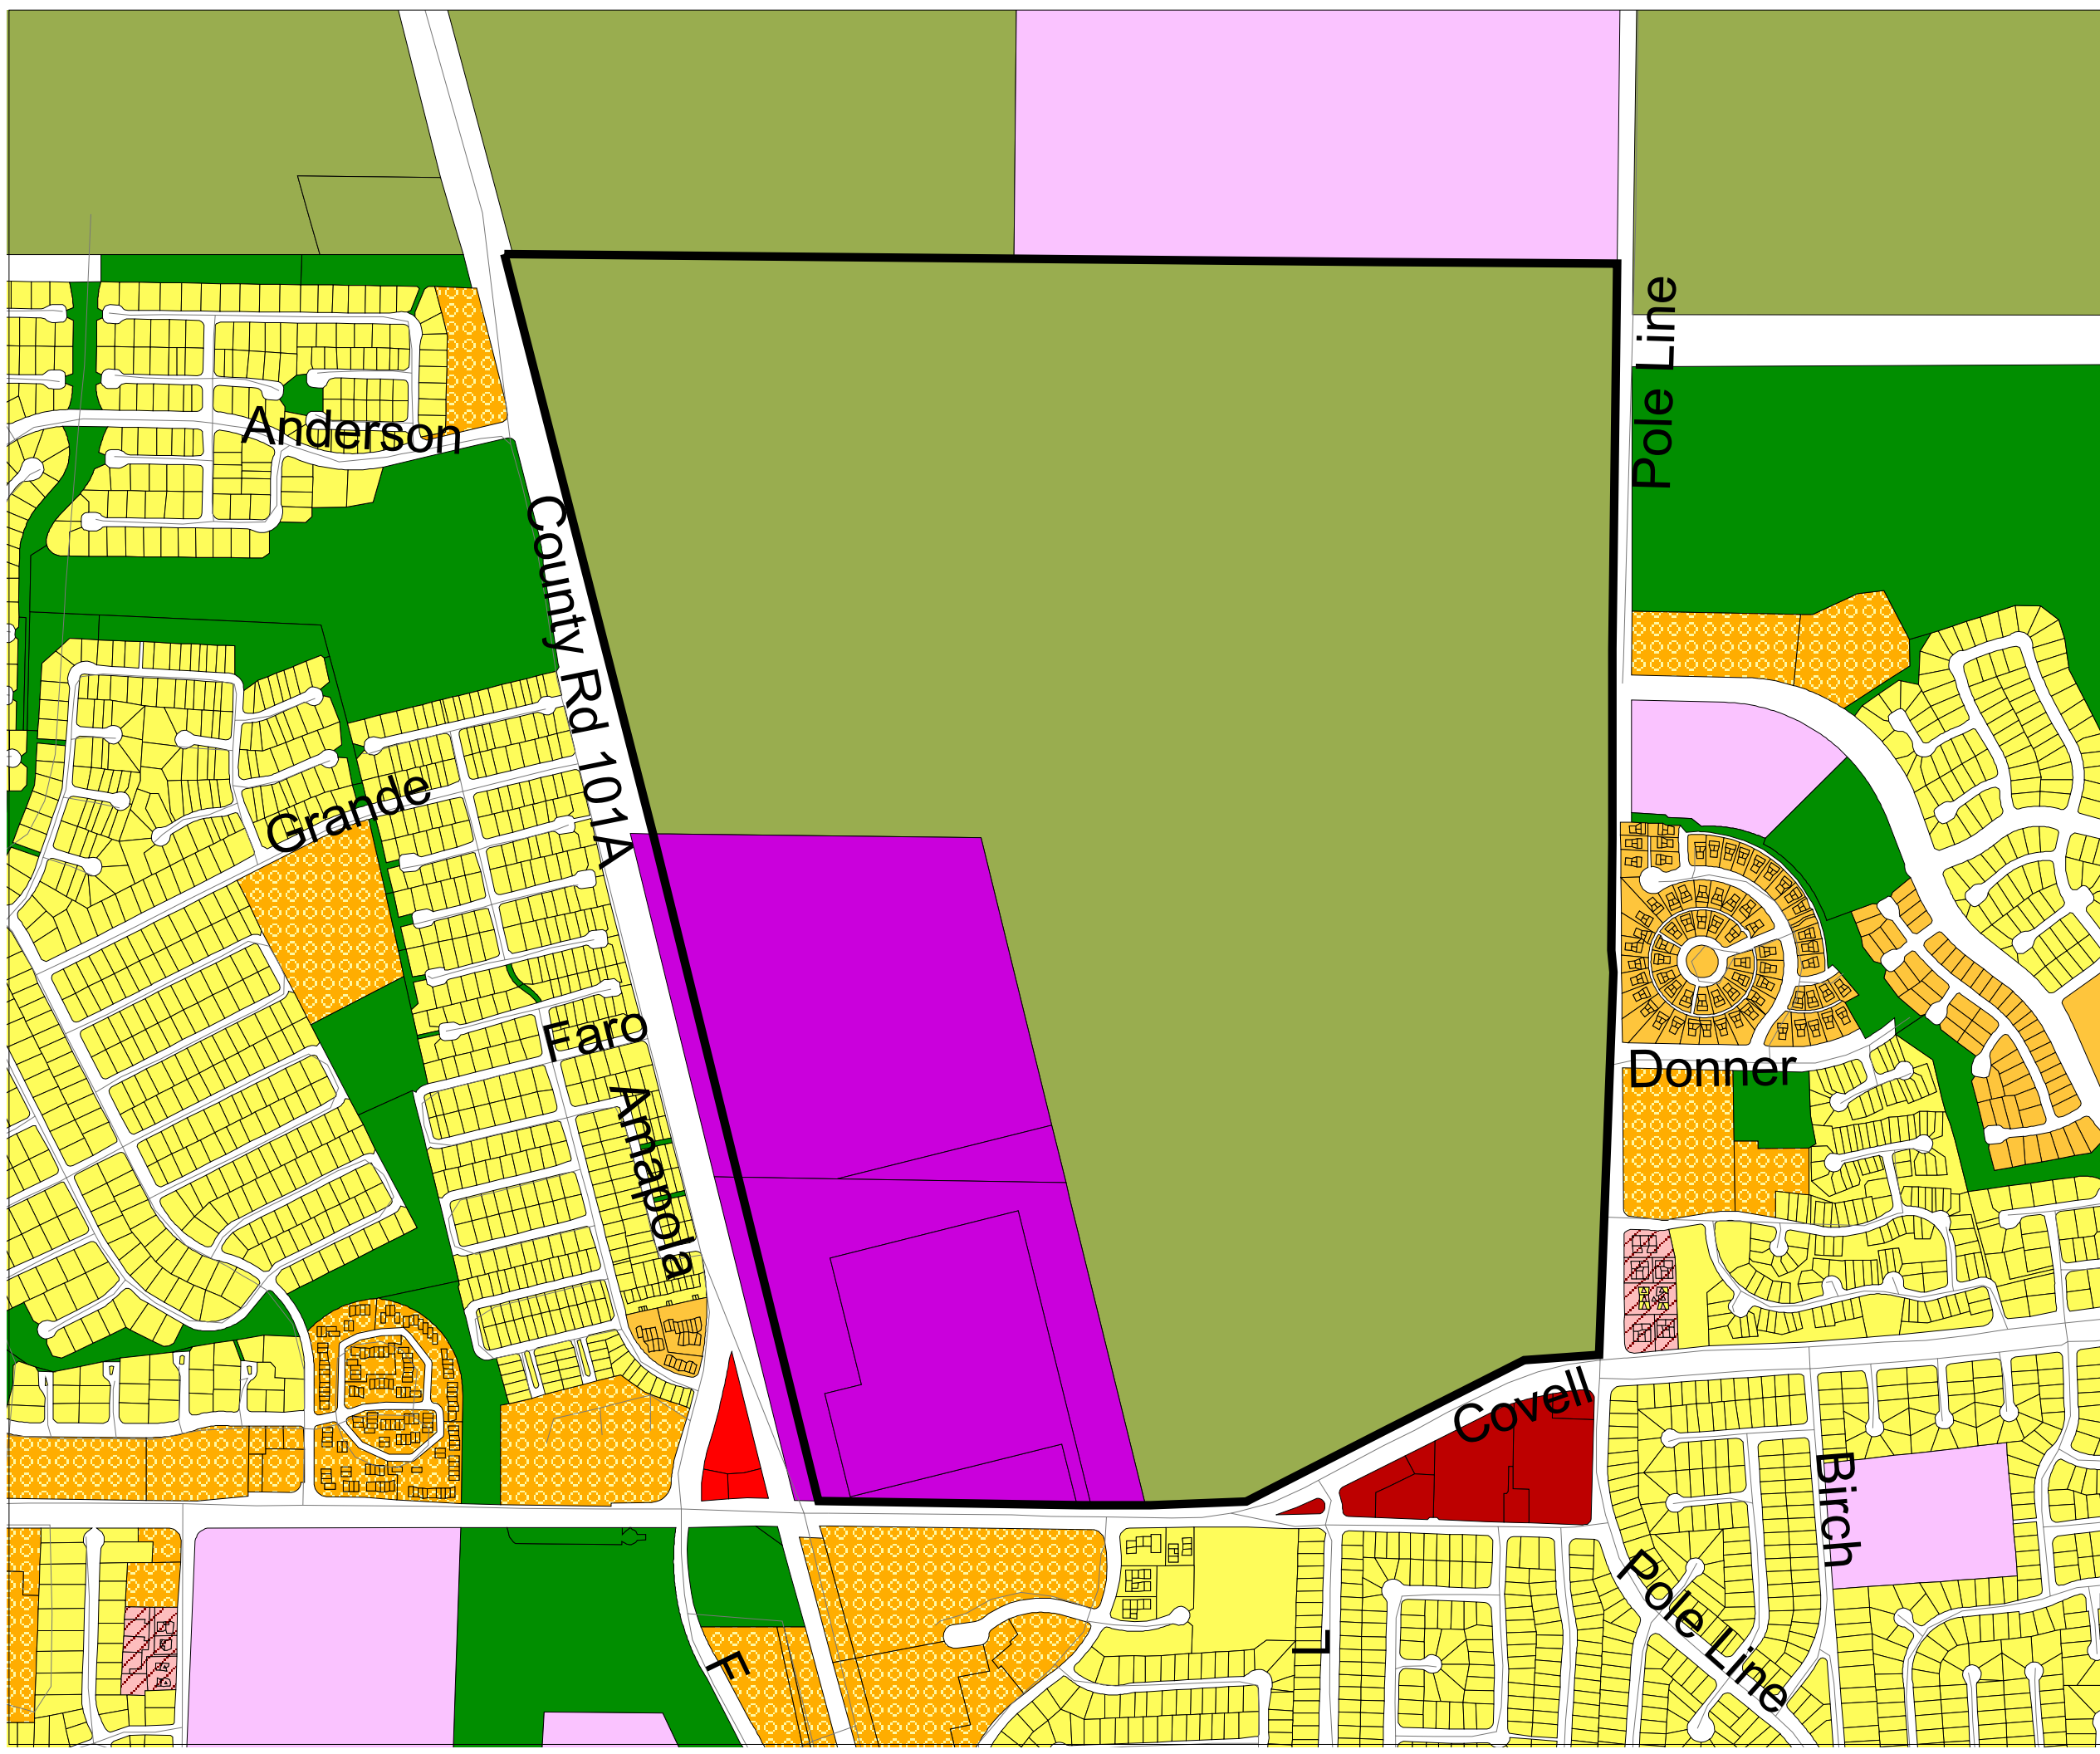 Pole Line
Anderson
County Rd 101A
Grande
Faro
Donner
Amapola
Covell
Birch
Pole Line
L
F